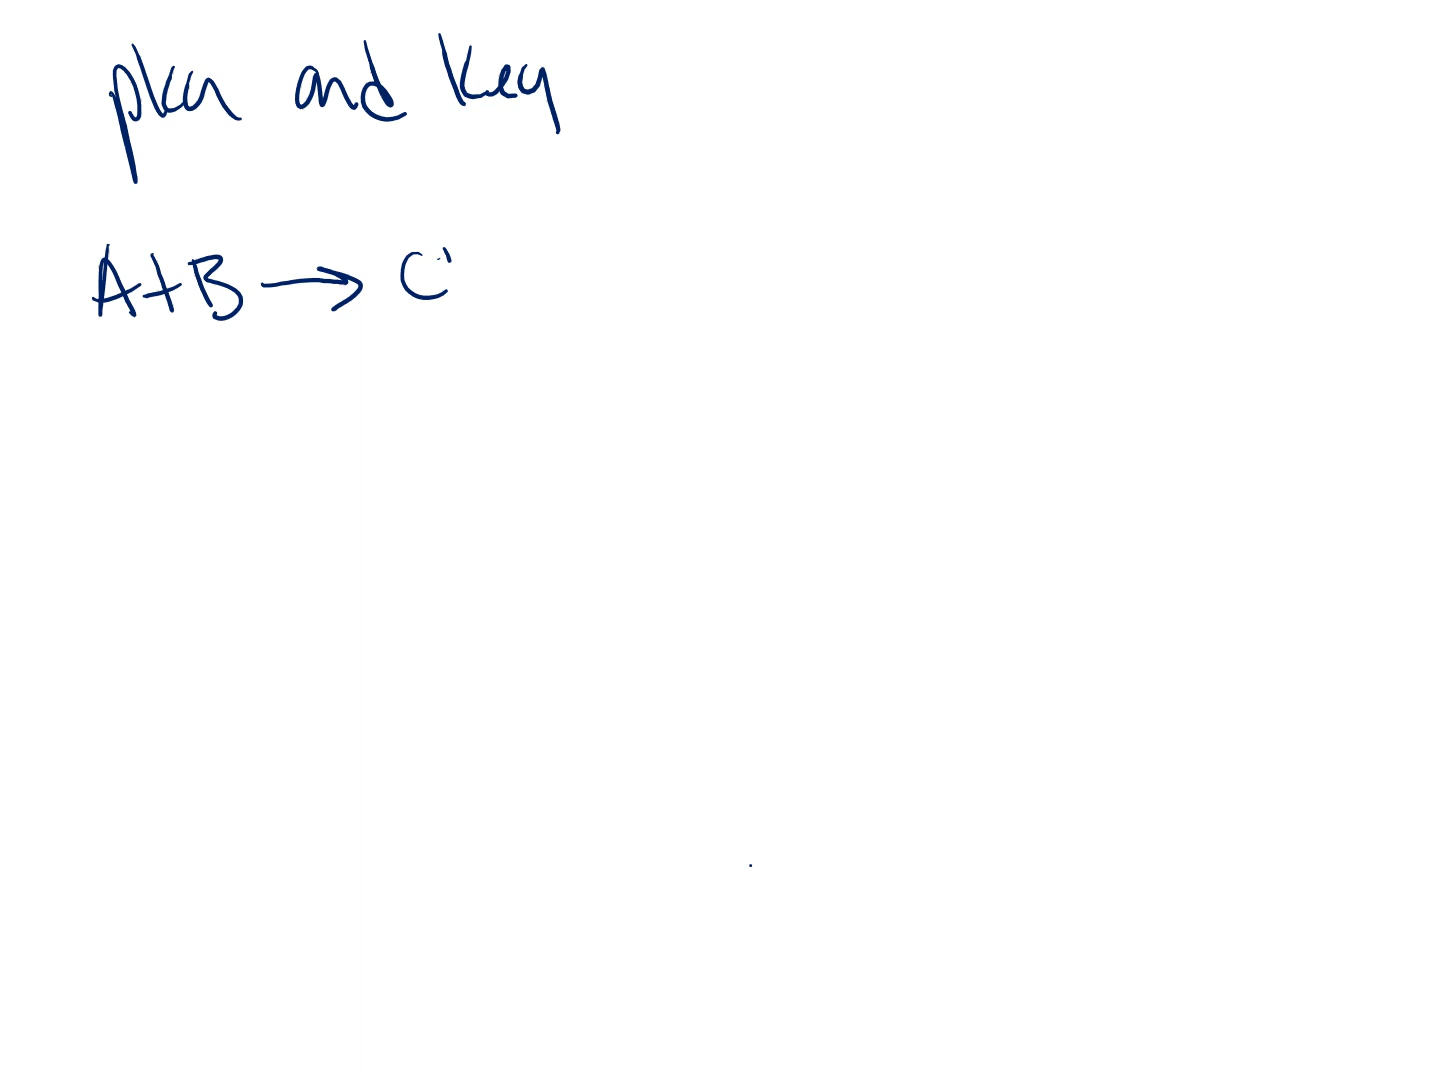 plan and key
A+B → C'